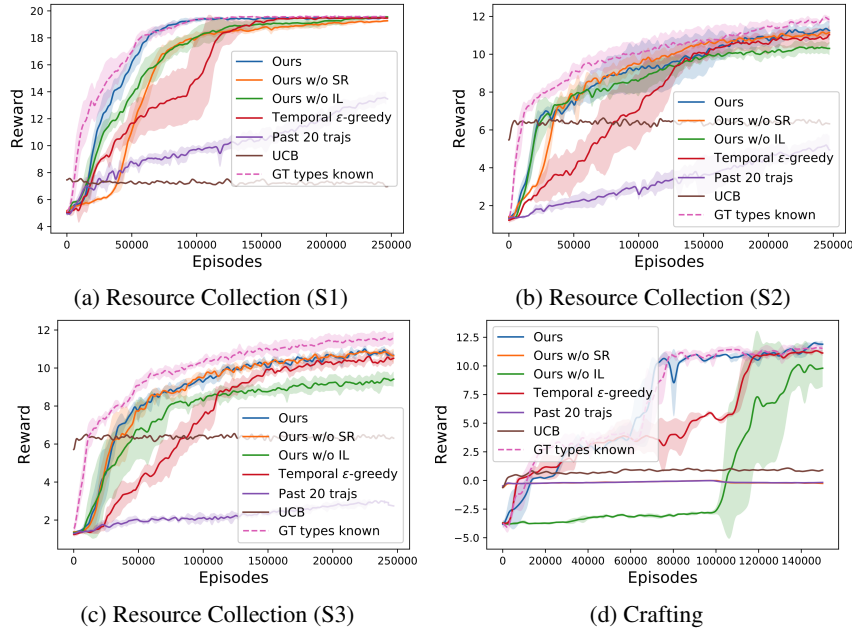 20
18
16
14
12
10
8
6
4
Reward
0
50000
100000
150000
200000
250000
Episodes
Ours
Ours w/o SR
Ours w/o IL
Temporal ε-greedy
Past 20 trajs
UCB
GT types known
(a) Resource Collection (S1)
12
10
8
6
4
2
Reward
0
50000
100000
150000
200000
250000
Episodes
Ours
Ours w/o SR
Ours w/o IL
Temporal ε-greedy
Past 20 trajs
UCB
GT types known
(b) Resource Collection (S2)
12
10
8
6
4
2
Reward
0
50000
100000
150000
200000
250000
Episodes
Ours
Ours w/o SR
Ours w/o IL
Temporal ε-greedy
Past 20 trajs
UCB
GT types known
(c) Resource Collection (S3)
12.5
10.0
7.5
5.0
2.5
0.0
−2.5
−5.0
Reward
0
20000
40000
60000
80000
100000
120000
140000
Episodes
Ours
Ours w/o SR
Ours w/o IL
Temporal ε-greedy
Past 20 trajs
UCB
GT types known
(d) Crafting